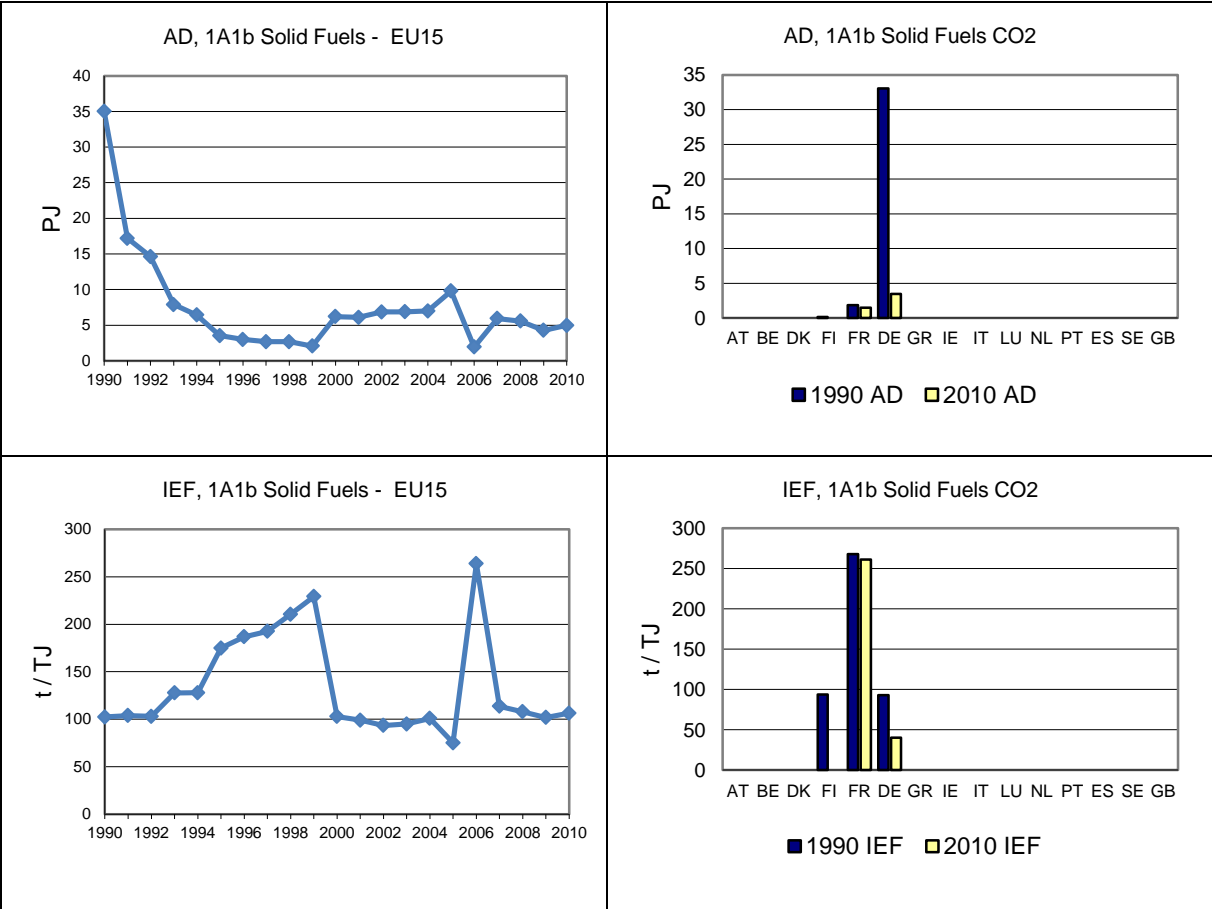 AD, 1A1b Solid Fuels - EU15
40
35
30
25
20
15
10
5
0
PJ
1990 1992 1994 1996 1998 2000 2002 2004 2006 2008 2010
AD, 1A1b Solid Fuels CO2
35
30
25
20
15
10
5
0
PJ
AT BE DK FI FR DE GR IE IT LU NL PT ES SE GB
1990 AD 2010 AD
IEF, 1A1b Solid Fuels - EU15
300
250
200
150
100
50
0
t / TJ
1990 1992 1994 1996 1998 2000 2002 2004 2006 2008 2010
IEF, 1A1b Solid Fuels CO2
300
250
200
150
100
50
0
t / TJ
AT BE DK FI FR DE GR IE IT LU NL PT ES SE GB
1990 IEF 2010 IEF